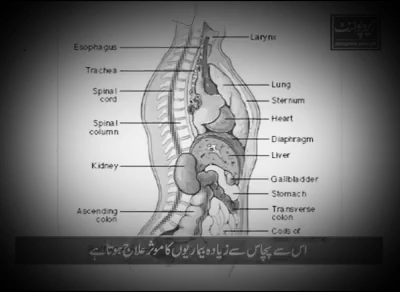 Larynx
Esophagus
Trachea
Lung
Spinal
cord
Sternum
Heart
Spinal
column
Diaphragm
Liver
Kidney
Gallbladder
Stomach
Transverse
colon
Ascending
colon
Coils of
اس سے پچاس سے زیادہ بیماریوں کا موثر علاج ہوتا ہے